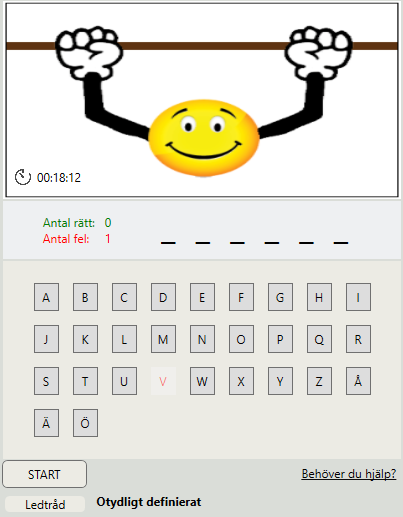 00:18:12
Antal rätt: 0
Antal fel: 1
_ _ _ _ _ _
A B C D E F G H I
J K L M N O P Q R
S T U V W X Y Z Å
Ä Ö
START
Behöver du hjälp?
Ledtråd
Otydligt definierat